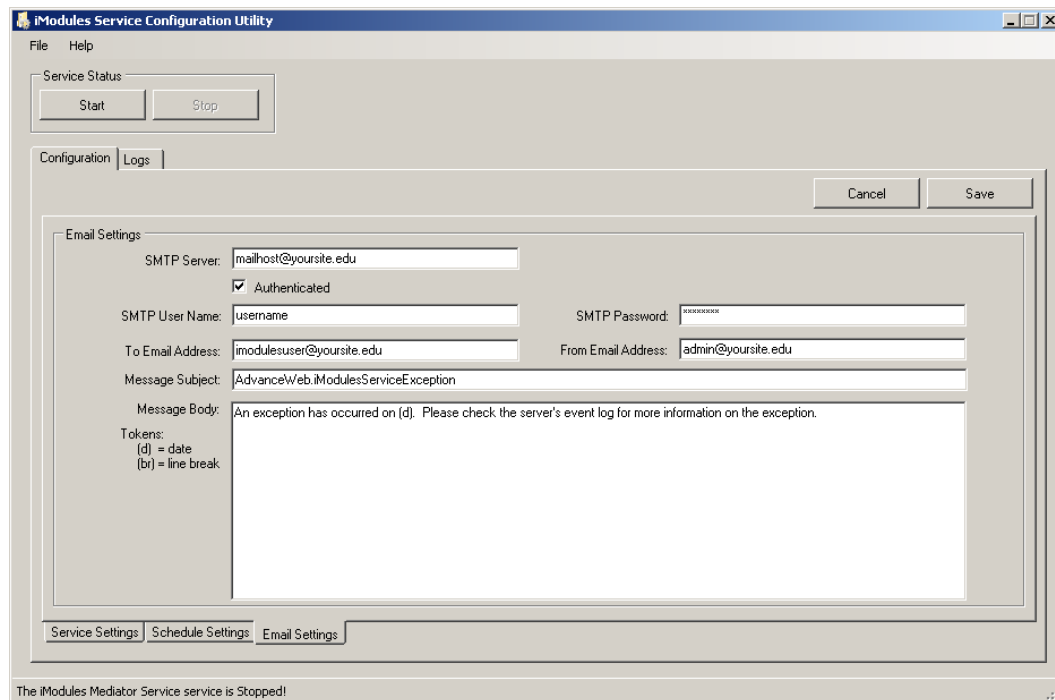 iModules Service Configuration Utility
File Help
Service Status
Start Stop
Configuration Logs
Cancel Save
Email Settings
SMTP Server: mailhost@yoursite.edu
Authenticated
SMTP User Name: username SMTP Password: ********
To Email Address: imodulesuser@yoursite.edu From Email Address: admin@yoursite.edu
Message Subject: AdvanceWeb.iModulesServiceException
Message Body: An exception has occurred on (d). Please check the server's event log for more information on the exception.
Tokens:
(d) = date
(br) = line break
Service Settings Schedule Settings Email Settings
The iModules Mediator Service service is Stopped!